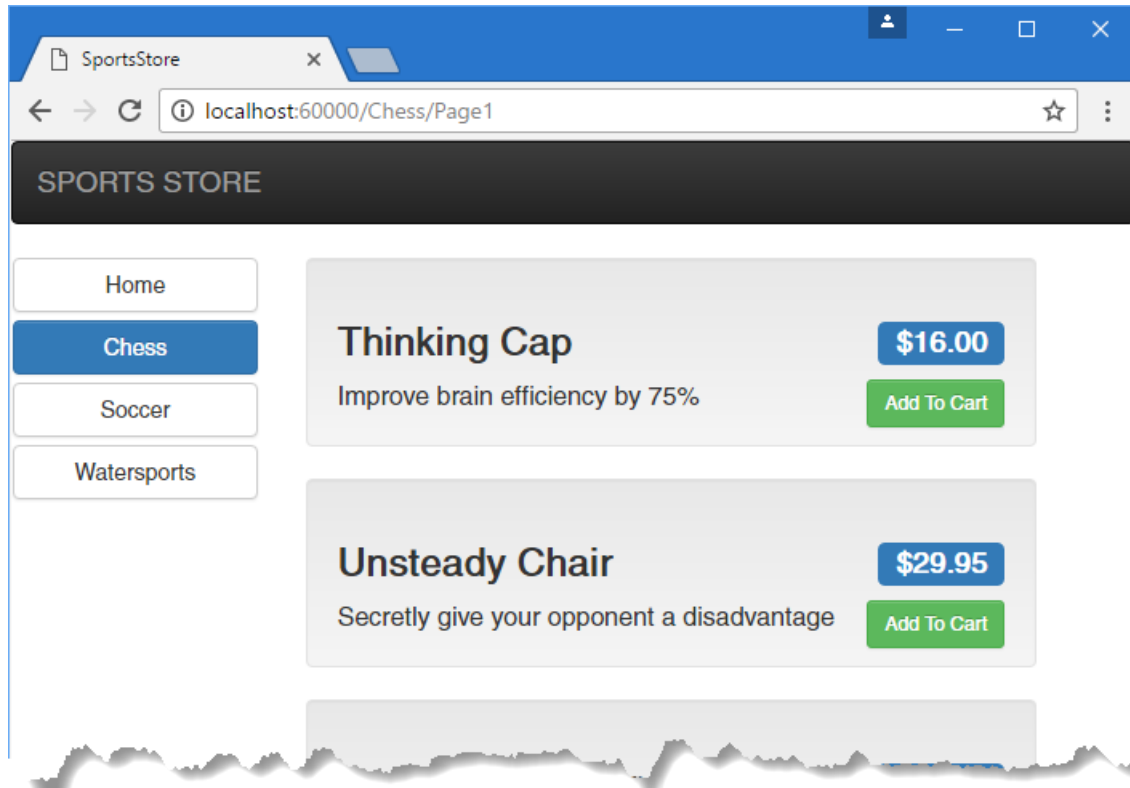 SportsStore
localhost:60000/Chess/Page1
SPORTS STORE
Home
Chess
Soccer
Watersports
Thinking Cap
$16.00
Improve brain efficiency by 75%
Add To Cart
Unsteady Chair
$29.95
Secretly give your opponent a disadvantage
Add To Cart